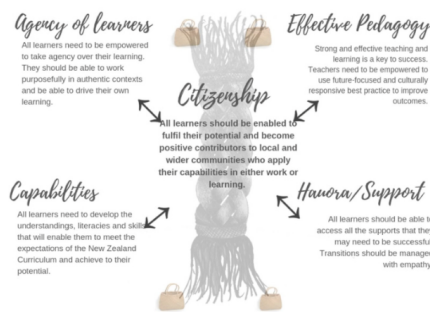 Agency of learners
All learners need to be empowered
to take agency over their learning.
They should be able to work
purposefully in authentic contexts
and be able to drive their own
learning.
Effective Pedagogy
Strong and effective teaching and
learning is a key to success.
Teachers need to be empowered to
use future-focused and culturally
responsive best practice to improve
outcomes.
Citizenship
All learners should be enabled to
fulfil their potential and become
positive contributors to local and
wider communities who apply
their capabilities in either work or
learning.
Capabilities
All learners need to develop the
understandings, literacies and skills
that will enable them to meet the
expectations of the New Zealand
Curriculum and achieve to their
potential.
Hauora/Support
All learners should be able to
access all the supports that they
may need to be successful
Transitions should be managed
with empathy